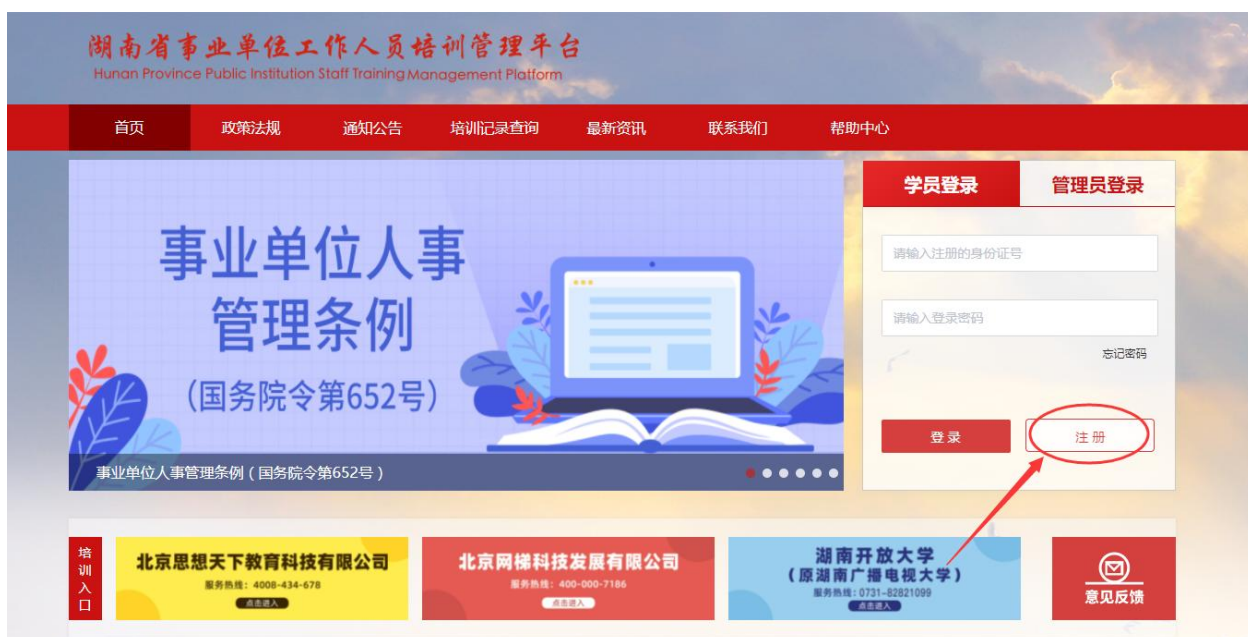 湖南省事业单位工作人员培训管理平台
Hunan Province Public Institution Staff Training Management Platform
首页 政策法规 通知公告 培训记录查询 最新资讯 联系我们 帮助中心
事业单位人事
管理条例
（国务院令第652号）
事业单位人事管理条例（国务院令第652号）
学员登录 管理员登录
请输入注册的身份证号
请输入登录密码
忘记密码
登录 注册
培训入口
北京思想天下教育科技有限公司
服务热线：4008-434-678
点击进入
北京网梯科技发展有限公司
服务热线：400-000-7186
点击进入
湖南开放大学
（原湖南广播电视大学）
服务热线：0731-82821099
点击进入
意见反馈